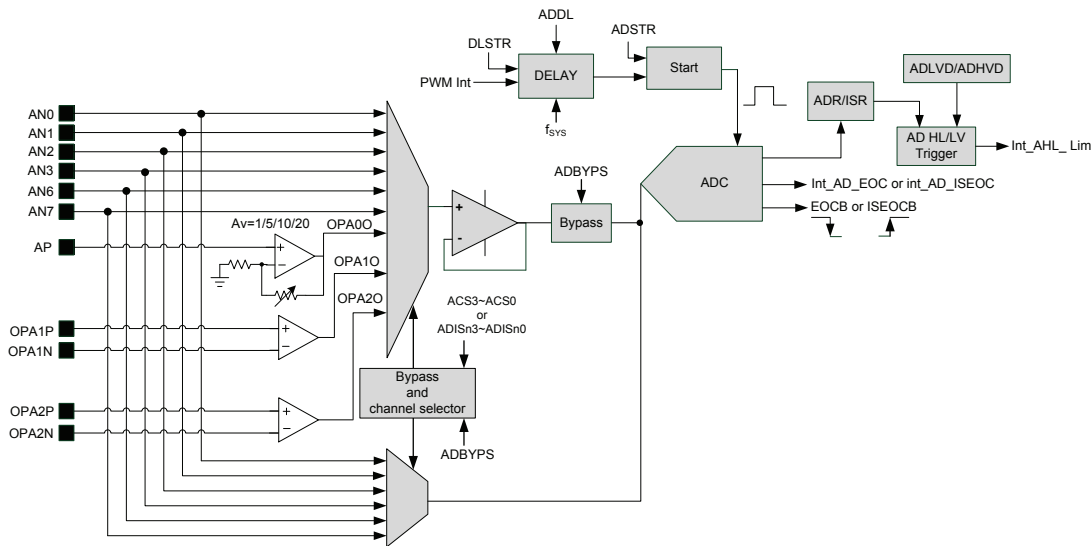 ADDL
DLSTR
ADSTR
PWM Int
DELAY
Start
ADLVD/ADHVD
fSYS
ADR/ISR
AD HL/LV
Trigger
Int_AHL_ Lim
AN0
AN1
AN2
AN3
AN6
AN7
AP
Av=1/5/10/20
OPA0O
+
−
OPA1O
OPA2O
+
-
ADBYPS
Bypass
ADC
Int_AD_EOC or int_AD_ISEOC
EOCB or ISEOCB
ACS3~ACS0
or
ADISn3~ADISn0
OPA1P
OPA1N
+
−
Bypass
and
channel selector
OPA2P
OPA2N
+
−
ADBYPS